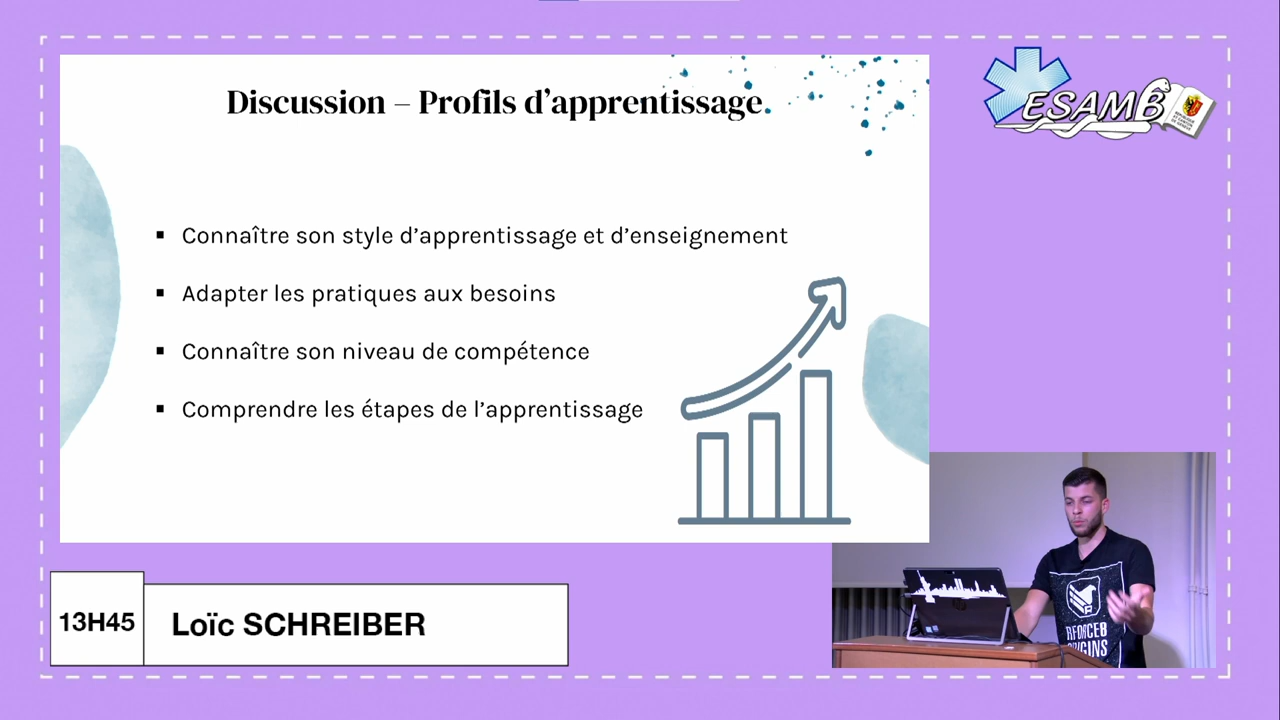 Discussion – Profils d’apprentissage
ESAMB
▪ Connaître son style d’apprentissage et d’enseignement
▪ Adapter les pratiques aux besoins
▪ Connaître son niveau de compétence
▪ Comprendre les étapes de l’apprentissage
13H45
Loïc SCHREIBER
ORIGINS